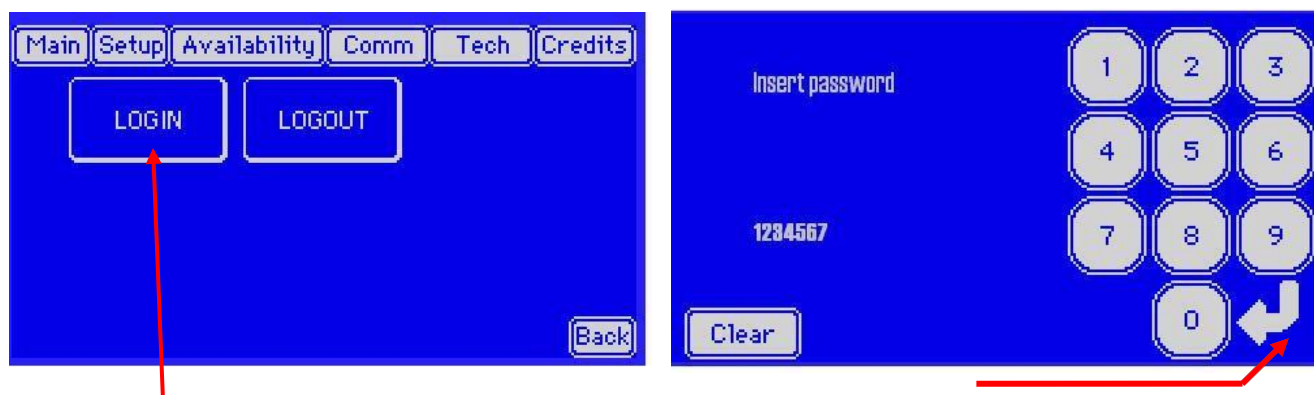 Main Setup Availability Comm Tech Credits
LOGIN LOGOUT
Back
Insert password
1 2 3
4 5 6
1234567
7 8 9
0
Clear